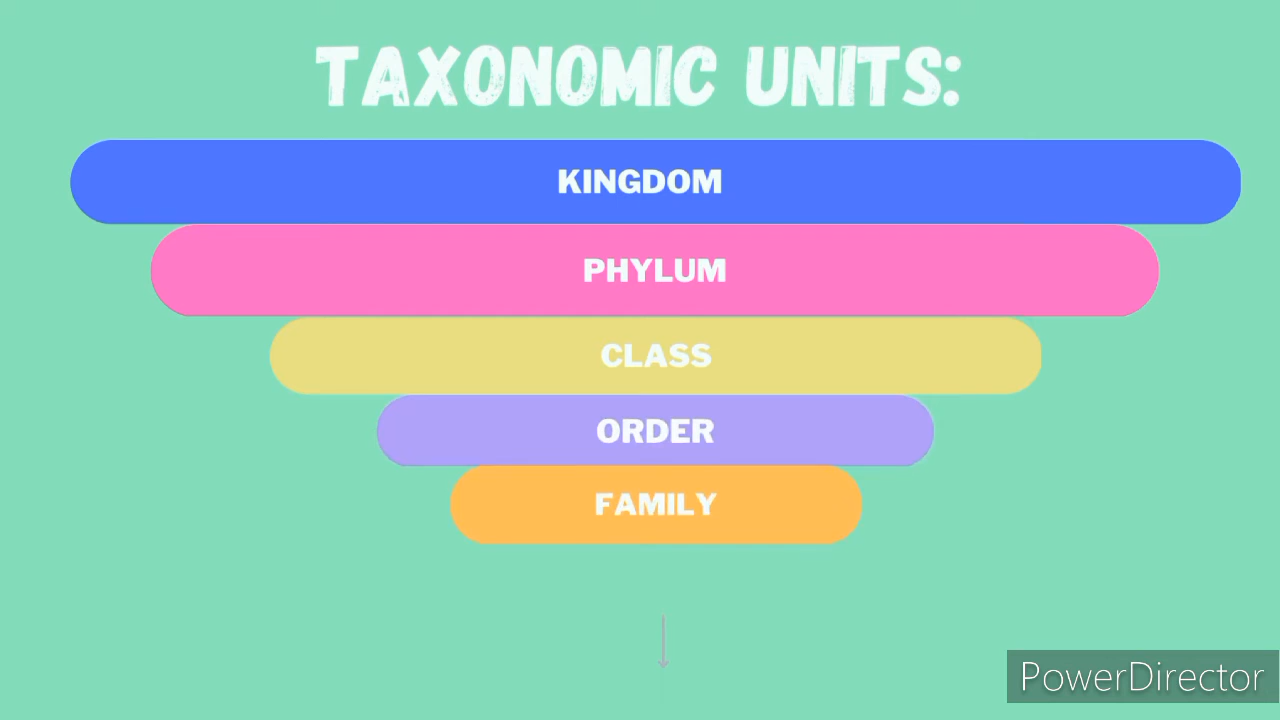 TAXONOMIC UNITS:
KINGDOM
PHYLUM
CLASS
ORDER
FAMILY
PowerDirector